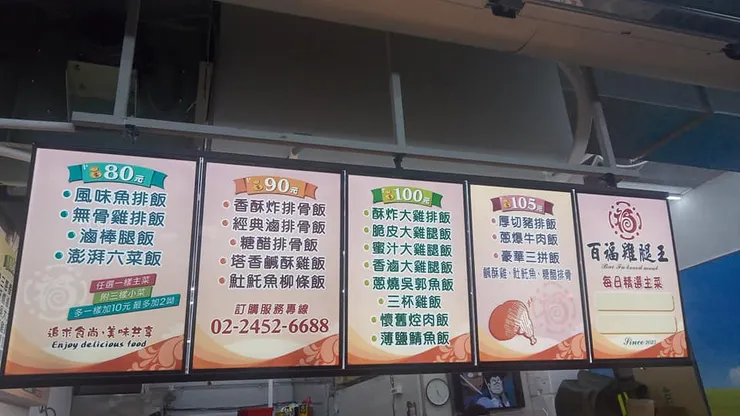 80元
風味魚排飯
無骨雞排飯
滷棒腿飯
澎湃六菜飯
任選一樣主菜
附三樣小菜
多一樣加10元 最多加2樣
追求食尚·美味共享
Enjoy delicious food
90元
香酥炸排骨飯
經典滷排骨飯
糖醋排骨飯
塔香鹹酥雞飯
魠魚柳條飯
訂購服務專線
02-2452-6688
100元
酥炸大雞排飯
脆皮大雞腿飯
蜜汁大雞腿飯
香滷大雞腿飯
蔥燒吳郭魚飯
三杯雞飯
懷舊焢肉飯
薄鹽鯖魚飯
105元
厚切豬排飯
蔥爆牛肉飯
豪華三拼飯
鹹酥雞、魠魚、糖醋排骨
百福雞腿王
每日精選主菜
Since